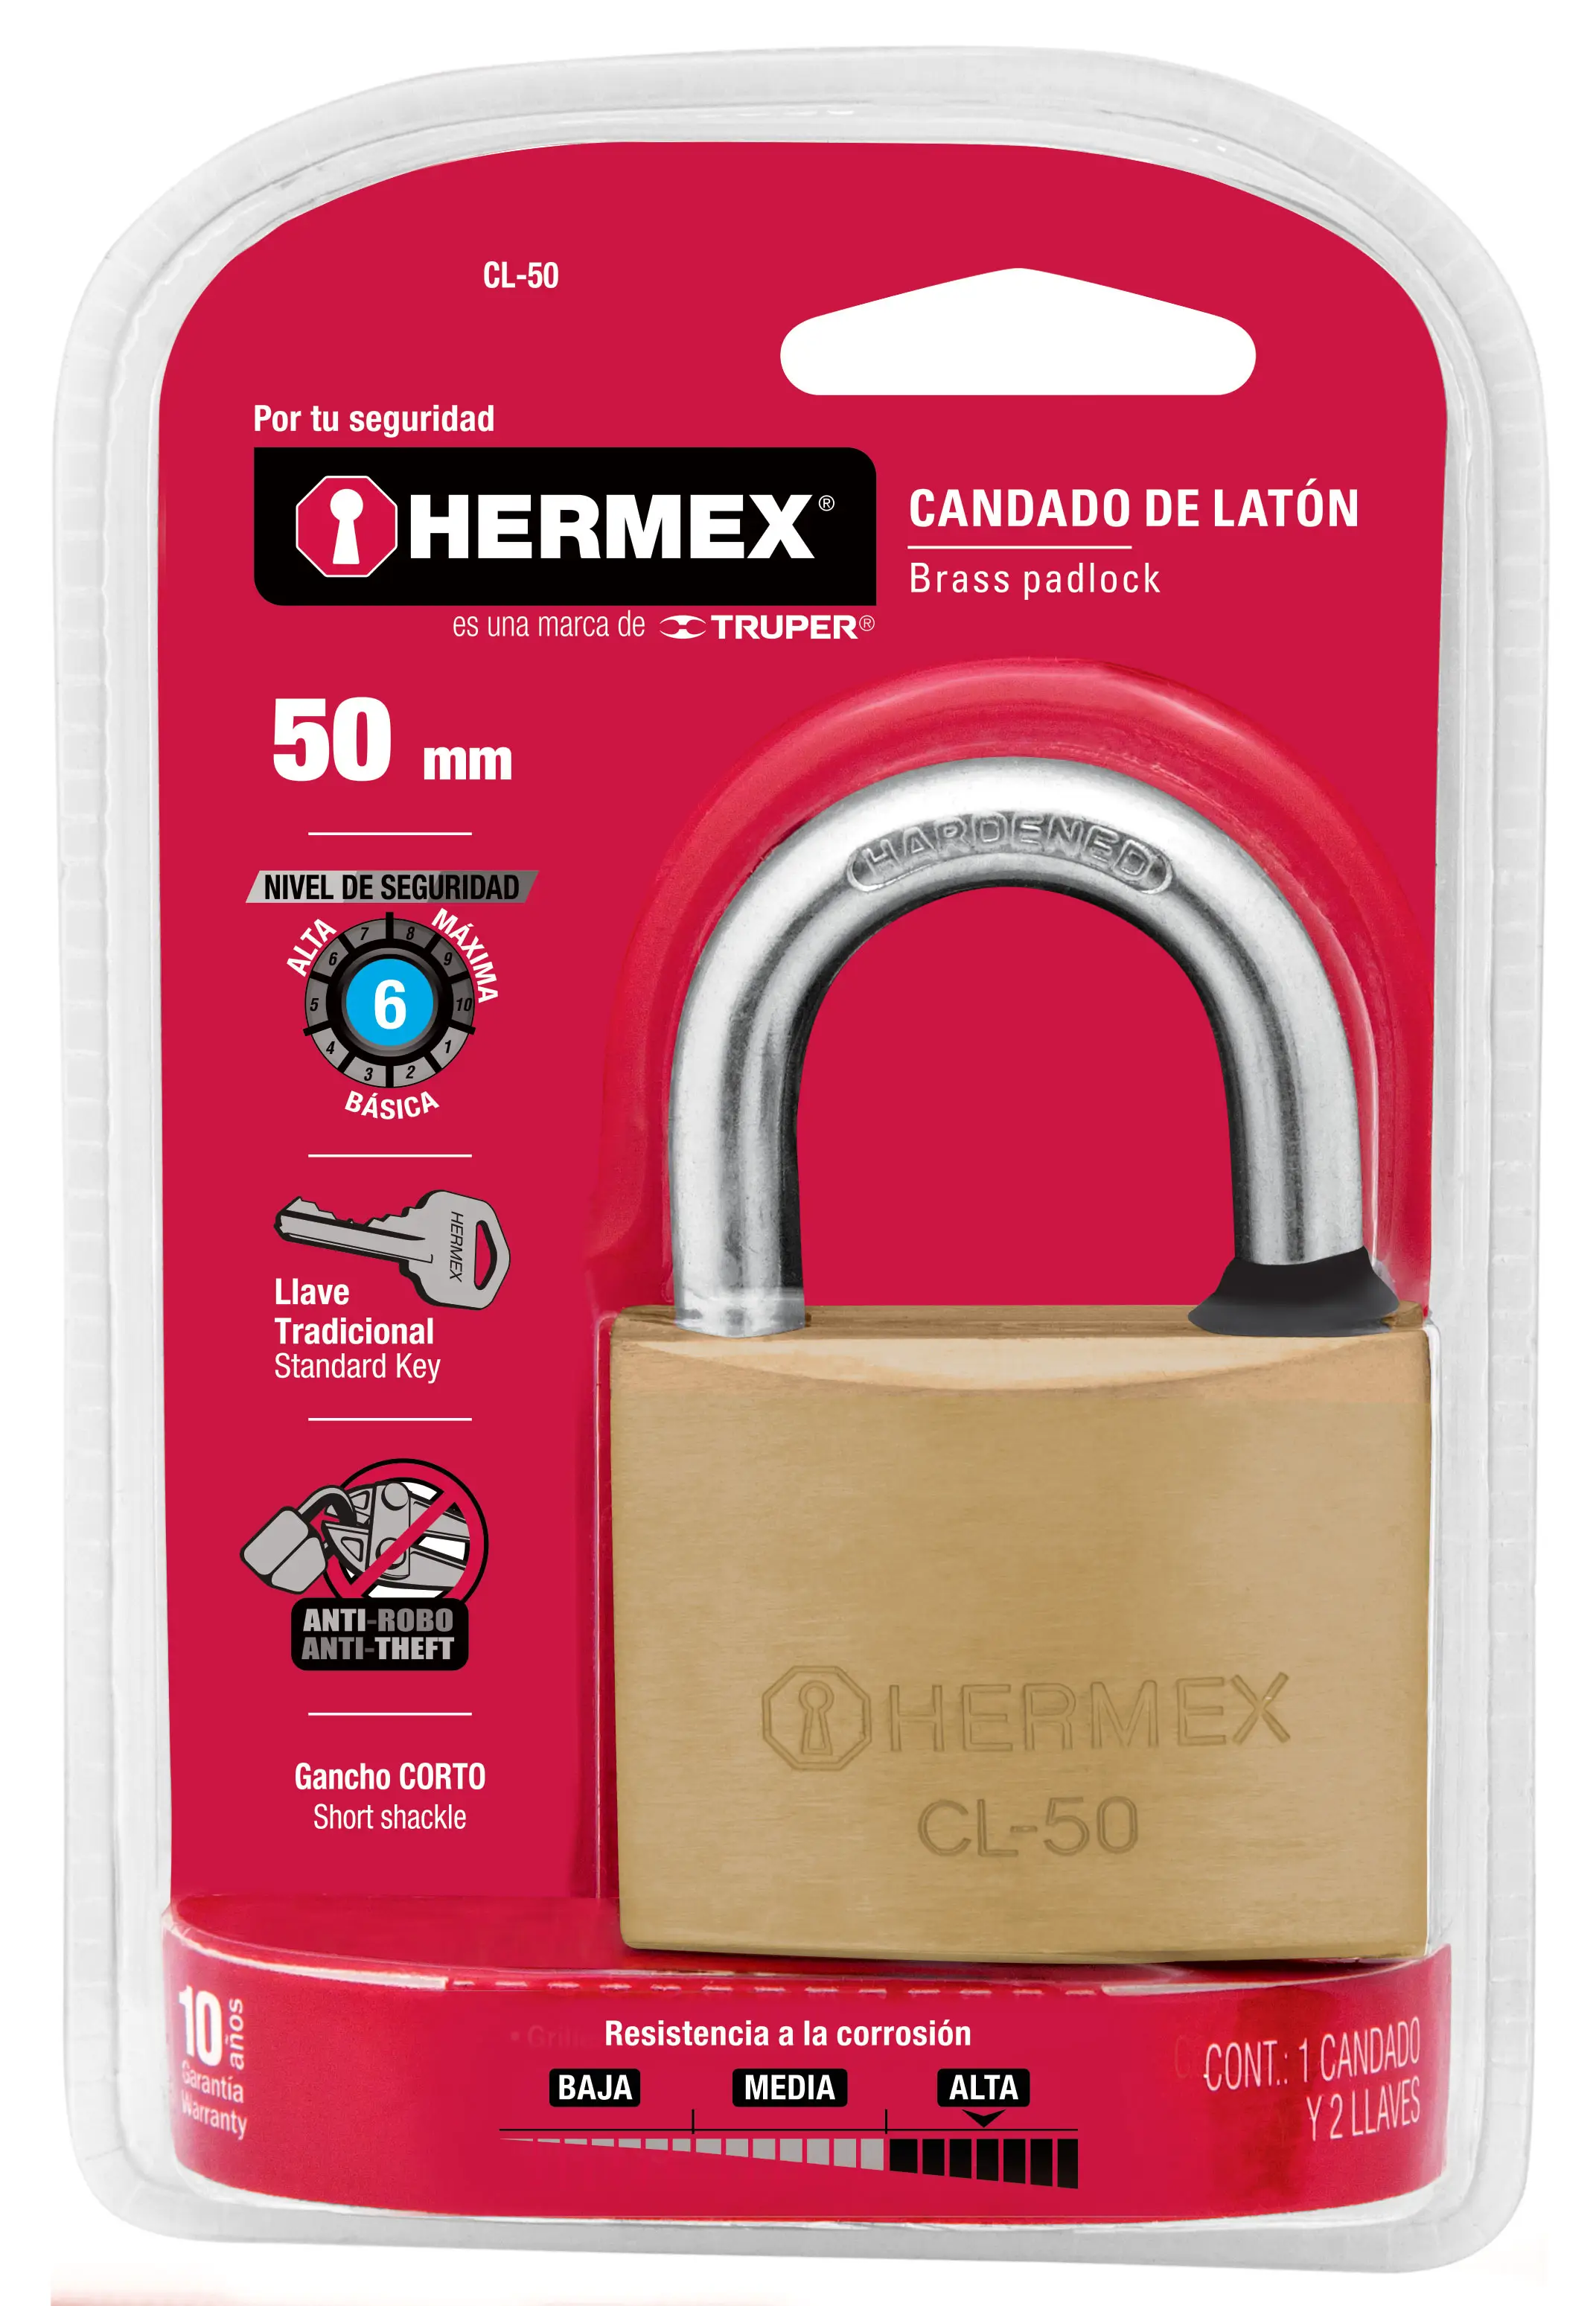 CL-50
Por tu seguridad
HERMEX®
es una marca de TRUPER®
CANDADO DE LATÓN
Brass padlock
50 mm
NIVEL DE SEGURIDAD
ALTA
MÁXIMA
7 8
6 9
5 6 10
4 1
3 2
BÁSICA
HERMEX
Llave
Tradicional
Standard Key
ANTI-ROBO
ANTI-THEFT
Gancho CORTO
Short shackle
HARDENED
HERMEX
CL-50
10 años
Garantía
Warranty
Resistencia a la corrosión
BAJA MEDIA ALTA
CONT.: 1 CANDADO
Y 2 LLAVES